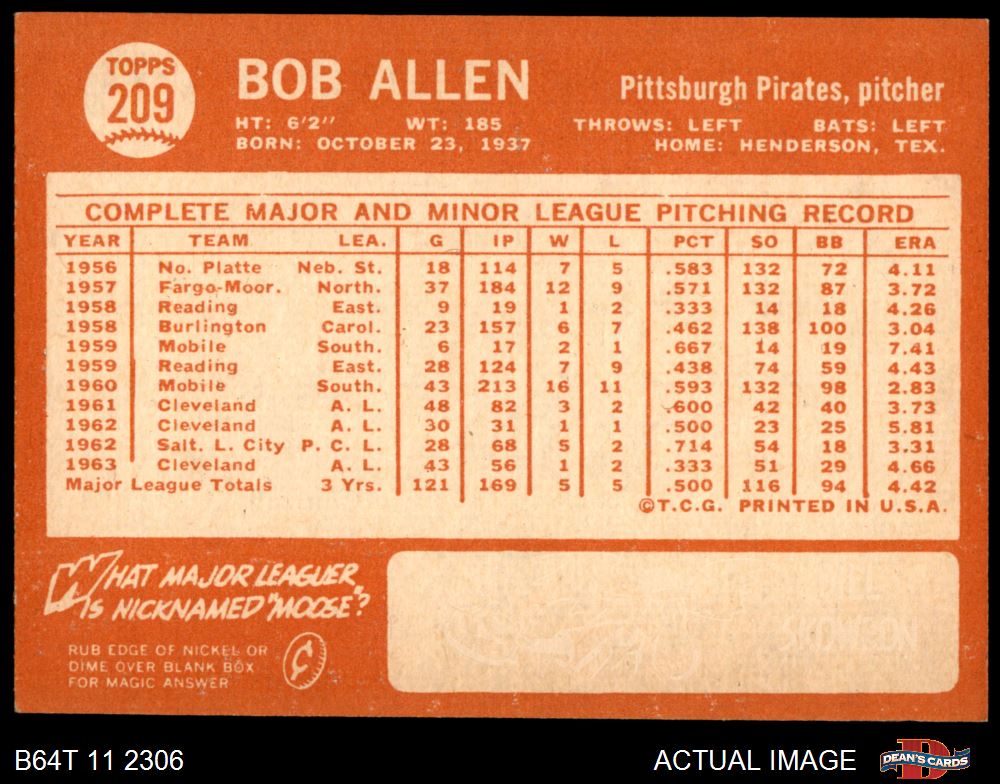 TOPPS
209
BOB ALLEN
Pittsburgh Pirates, pitcher
HT: 6'2" WT: 185 THROWS: LEFT BATS: LEFT
BORN: OCTOBER 23, 1937 HOME: HENDERSON, TEX.
COMPLETE MAJOR AND MINOR LEAGUE PITCHING RECORD
YEAR TEAM LEA. G IP W L PCT SO BB ERA
1956 No. Platte Neb. St. 18 114 7 5 .583 132 72 4.11
1957 Fargo-Moor. North. 37 184 12 9 .571 132 87 3.72
1958 Reading East. 9 19 1 2 .333 14 18 4.26
1958 Burlington Carol. 23 157 6 7 .462 138 100 3.04
1959 Mobile South. 6 17 2 1 .667 14 19 7.41
1959 Reading East. 28 124 7 9 .438 74 59 4.43
1960 Mobile South. 43 213 16 11 .593 132 98 2.83
1961 Cleveland A. L. 48 82 3 2 .600 42 40 3.73
1962 Cleveland A. L. 30 31 1 1 .500 23 25 5.81
1962 Salt. L. City P. C. L. 28 68 5 2 .714 54 18 3.31
1963 Cleveland A. L. 43 56 1 2 .333 51 29 4.66
Major League Totals 3 Yrs. 121 169 5 5 .500 116 94 4.42
©T.C.G. PRINTED IN U.S.A.
WHAT MAJOR LEAGUER
IS NICKNAMED "MOOSE"?
RUB EDGE OF NICKEL OR
DIME OVER BLANK BOX
FOR MAGIC ANSWER
¢
SKOWRON
B64T 11 2306
ACTUAL IMAGE
DEAN'S CARDS